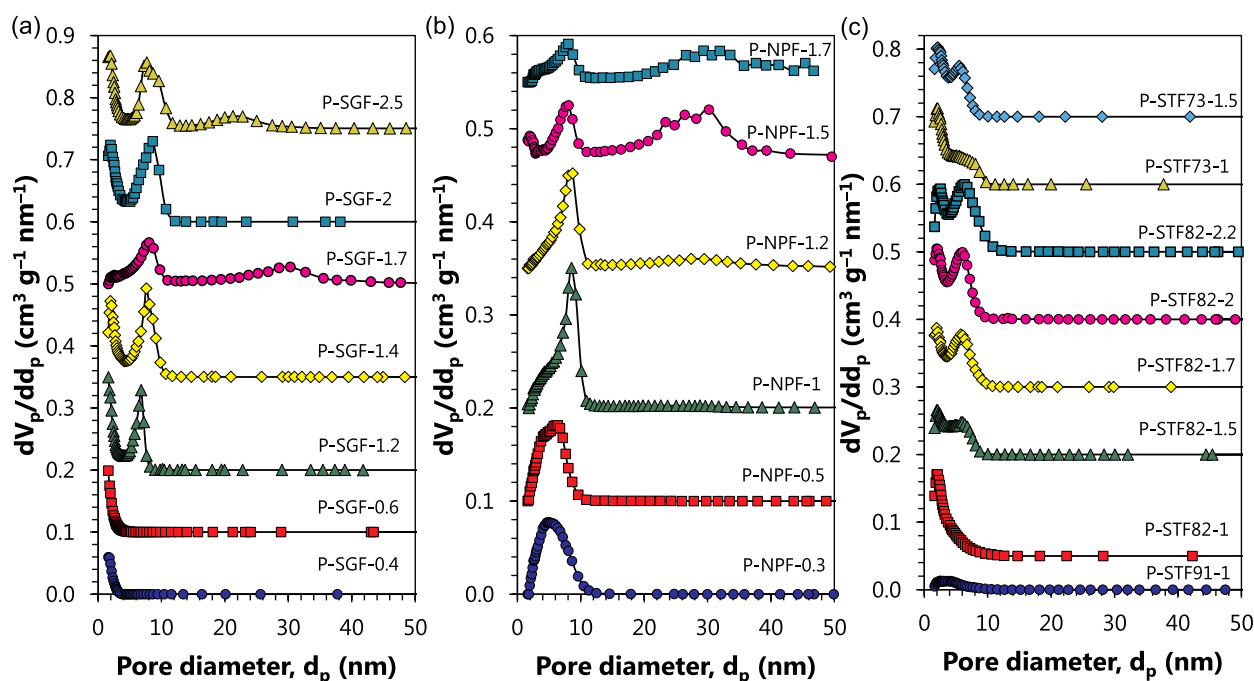 (a)
0.9
0.8
0.7
0.6
0.5
0.4
0.3
0.2
0.1
0.0
dVₚ/ddₚ (cm³ g⁻¹ nm⁻¹)
P-SGF-2.5
P-SGF-2
P-SGF-1.7
P-SGF-1.4
P-SGF-1.2
P-SGF-0.6
P-SGF-0.4
0 10 20 30 40 50
Pore diameter, dₚ (nm)
(b)
0.6
0.5
0.4
0.3
0.2
0.1
0.0
dVₚ/ddₚ (cm³ g⁻¹ nm⁻¹)
P-NPF-1.7
P-NPF-1.5
P-NPF-1.2
P-NPF-1
P-NPF-0.5
P-NPF-0.3
0 10 20 30 40 50
Pore diameter, dₚ (nm)
(c)
0.8
0.7
0.6
0.5
0.4
0.3
0.2
0.1
0.0
dVₚ/ddₚ (cm³ g⁻¹ nm⁻¹)
P-STF73-1.5
P-STF73-1
P-STF82-2.2
P-STF82-2
P-STF82-1.7
P-STF82-1.5
P-STF82-1
P-STF91-1
0 10 20 30 40 50
Pore diameter, dₚ (nm)